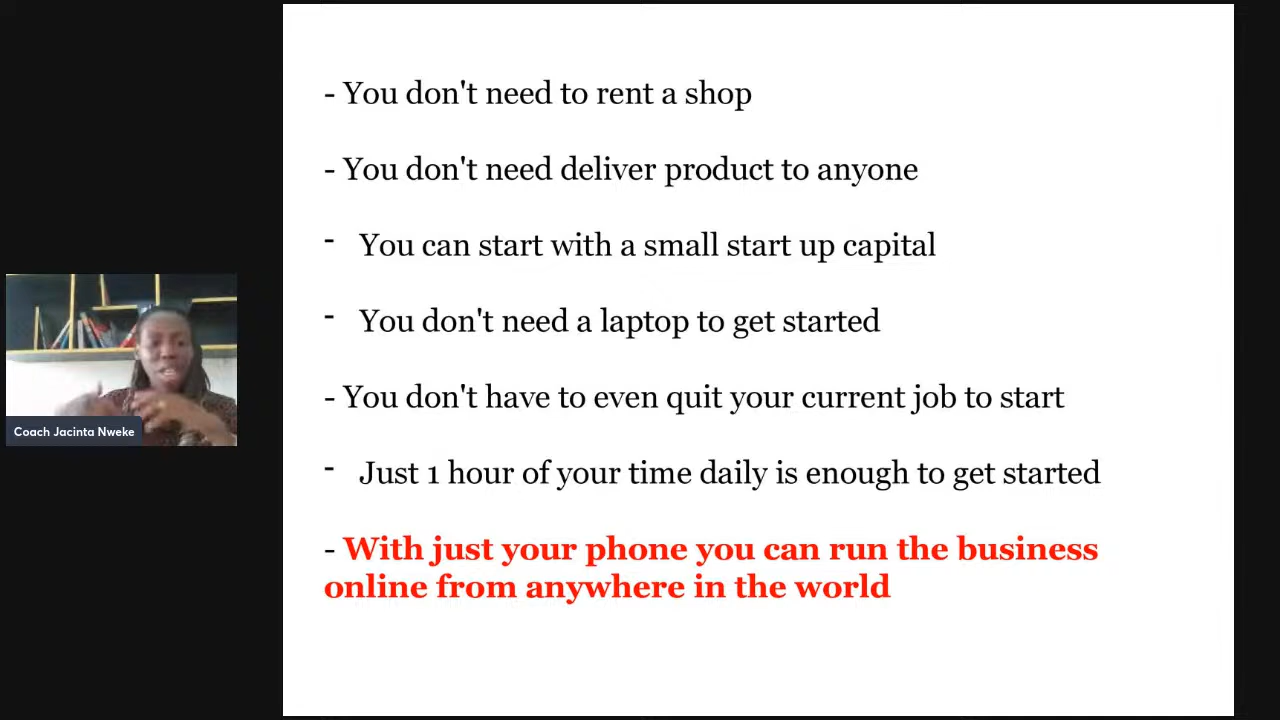 - You don't need to rent a shop
- You don't need deliver product to anyone
- You can start with a small start up capital
- You don't need a laptop to get started
- You don't have to even quit your current job to start
- Just 1 hour of your time daily is enough to get started
- With just your phone you can run the business
online from anywhere in the world
Coach Jacinta Nweke